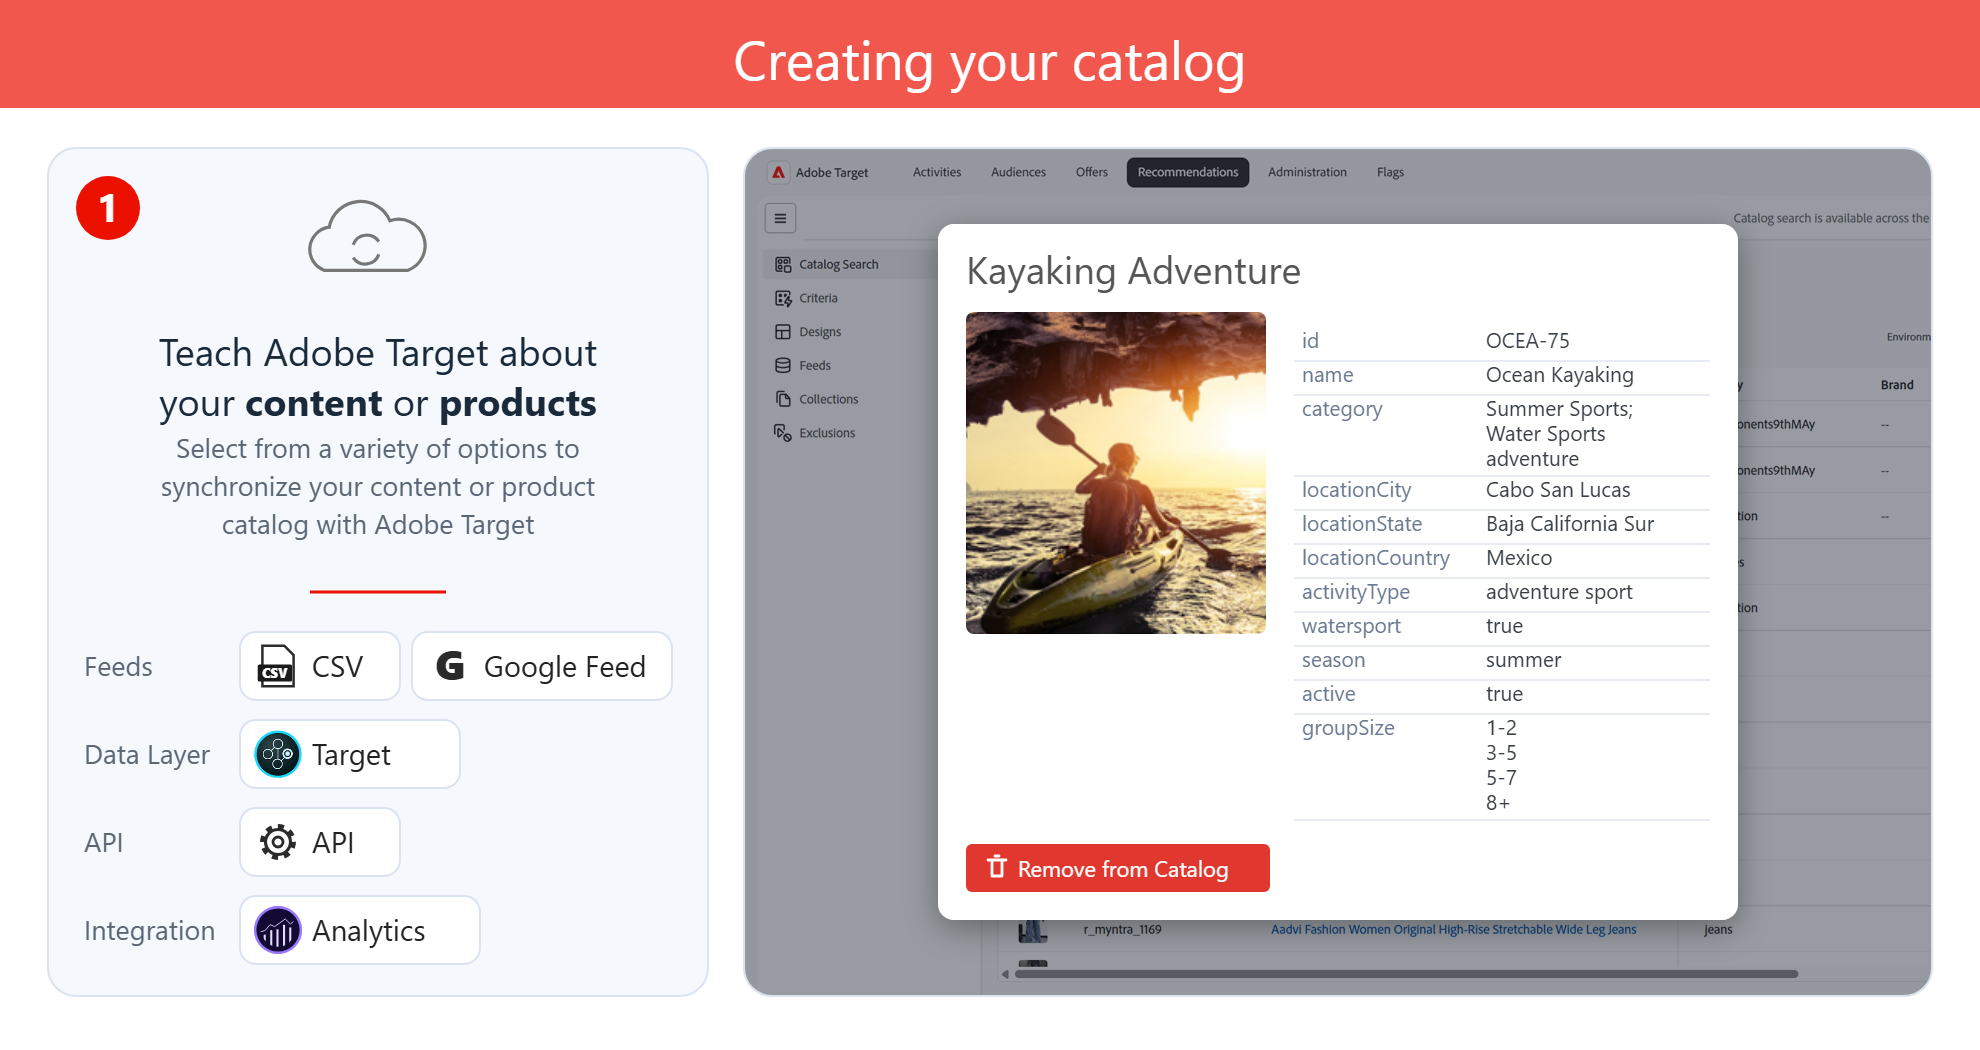 Creating your catalog
1
Teach Adobe Target about
your content or products
Select from a variety of options to
synchronize your content or product
catalog with Adobe Target
Feeds
CSV
CSV
G
Google Feed
Data Layer
Target
API
API
Integration
Analytics
Adobe Target
Activities
Audiences
Offers
Recommendations
Administration
Flags
Catalog search is available across the
Catalog Search
Criteria
Designs
Feeds
Collections
Exclusions
Environm
y
Brand
onents9thMAy
--
onents9thMAy
--
tion
--
s
tion
Kayaking Adventure
id OCEA-75
name Ocean Kayaking
category Summer Sports;
Water Sports
adventure
locationCity Cabo San Lucas
locationState Baja California Sur
locationCountry Mexico
activityType adventure sport
watersport true
season summer
active true
groupSize 1-2
3-5
5-7
8+
Remove from Catalog
r_myntra_1169
Aadvi Fashion Women Original High-Rise Stretchable Wide Leg Jeans
jeans